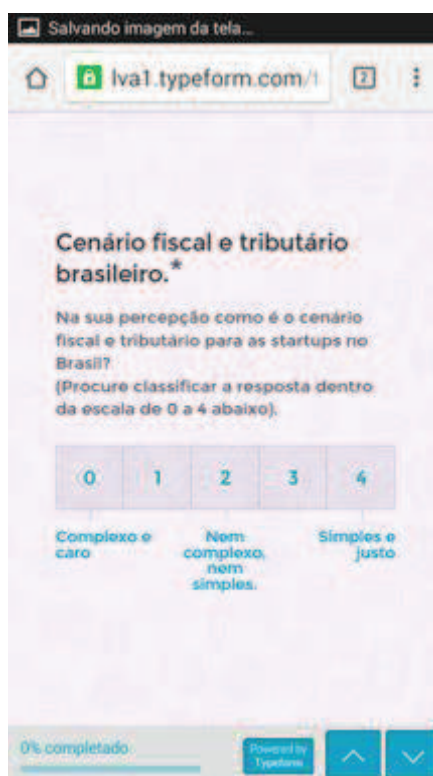 Salvando imagem da tela...
lva1.typeform.com/t
2
Cenário fiscal e tributário
brasileiro.*
Na sua percepção como é o cenário
fiscal e tributário para as startups no
Brasil?
(Procure classificar a resposta dentro
da escala de 0 a 4 abaixo).
0 1 2 3 4
Complexo e
caro
Nem
complexo,
nem
simples.
Simples e
justo
0% completado
Powered by
Typeform